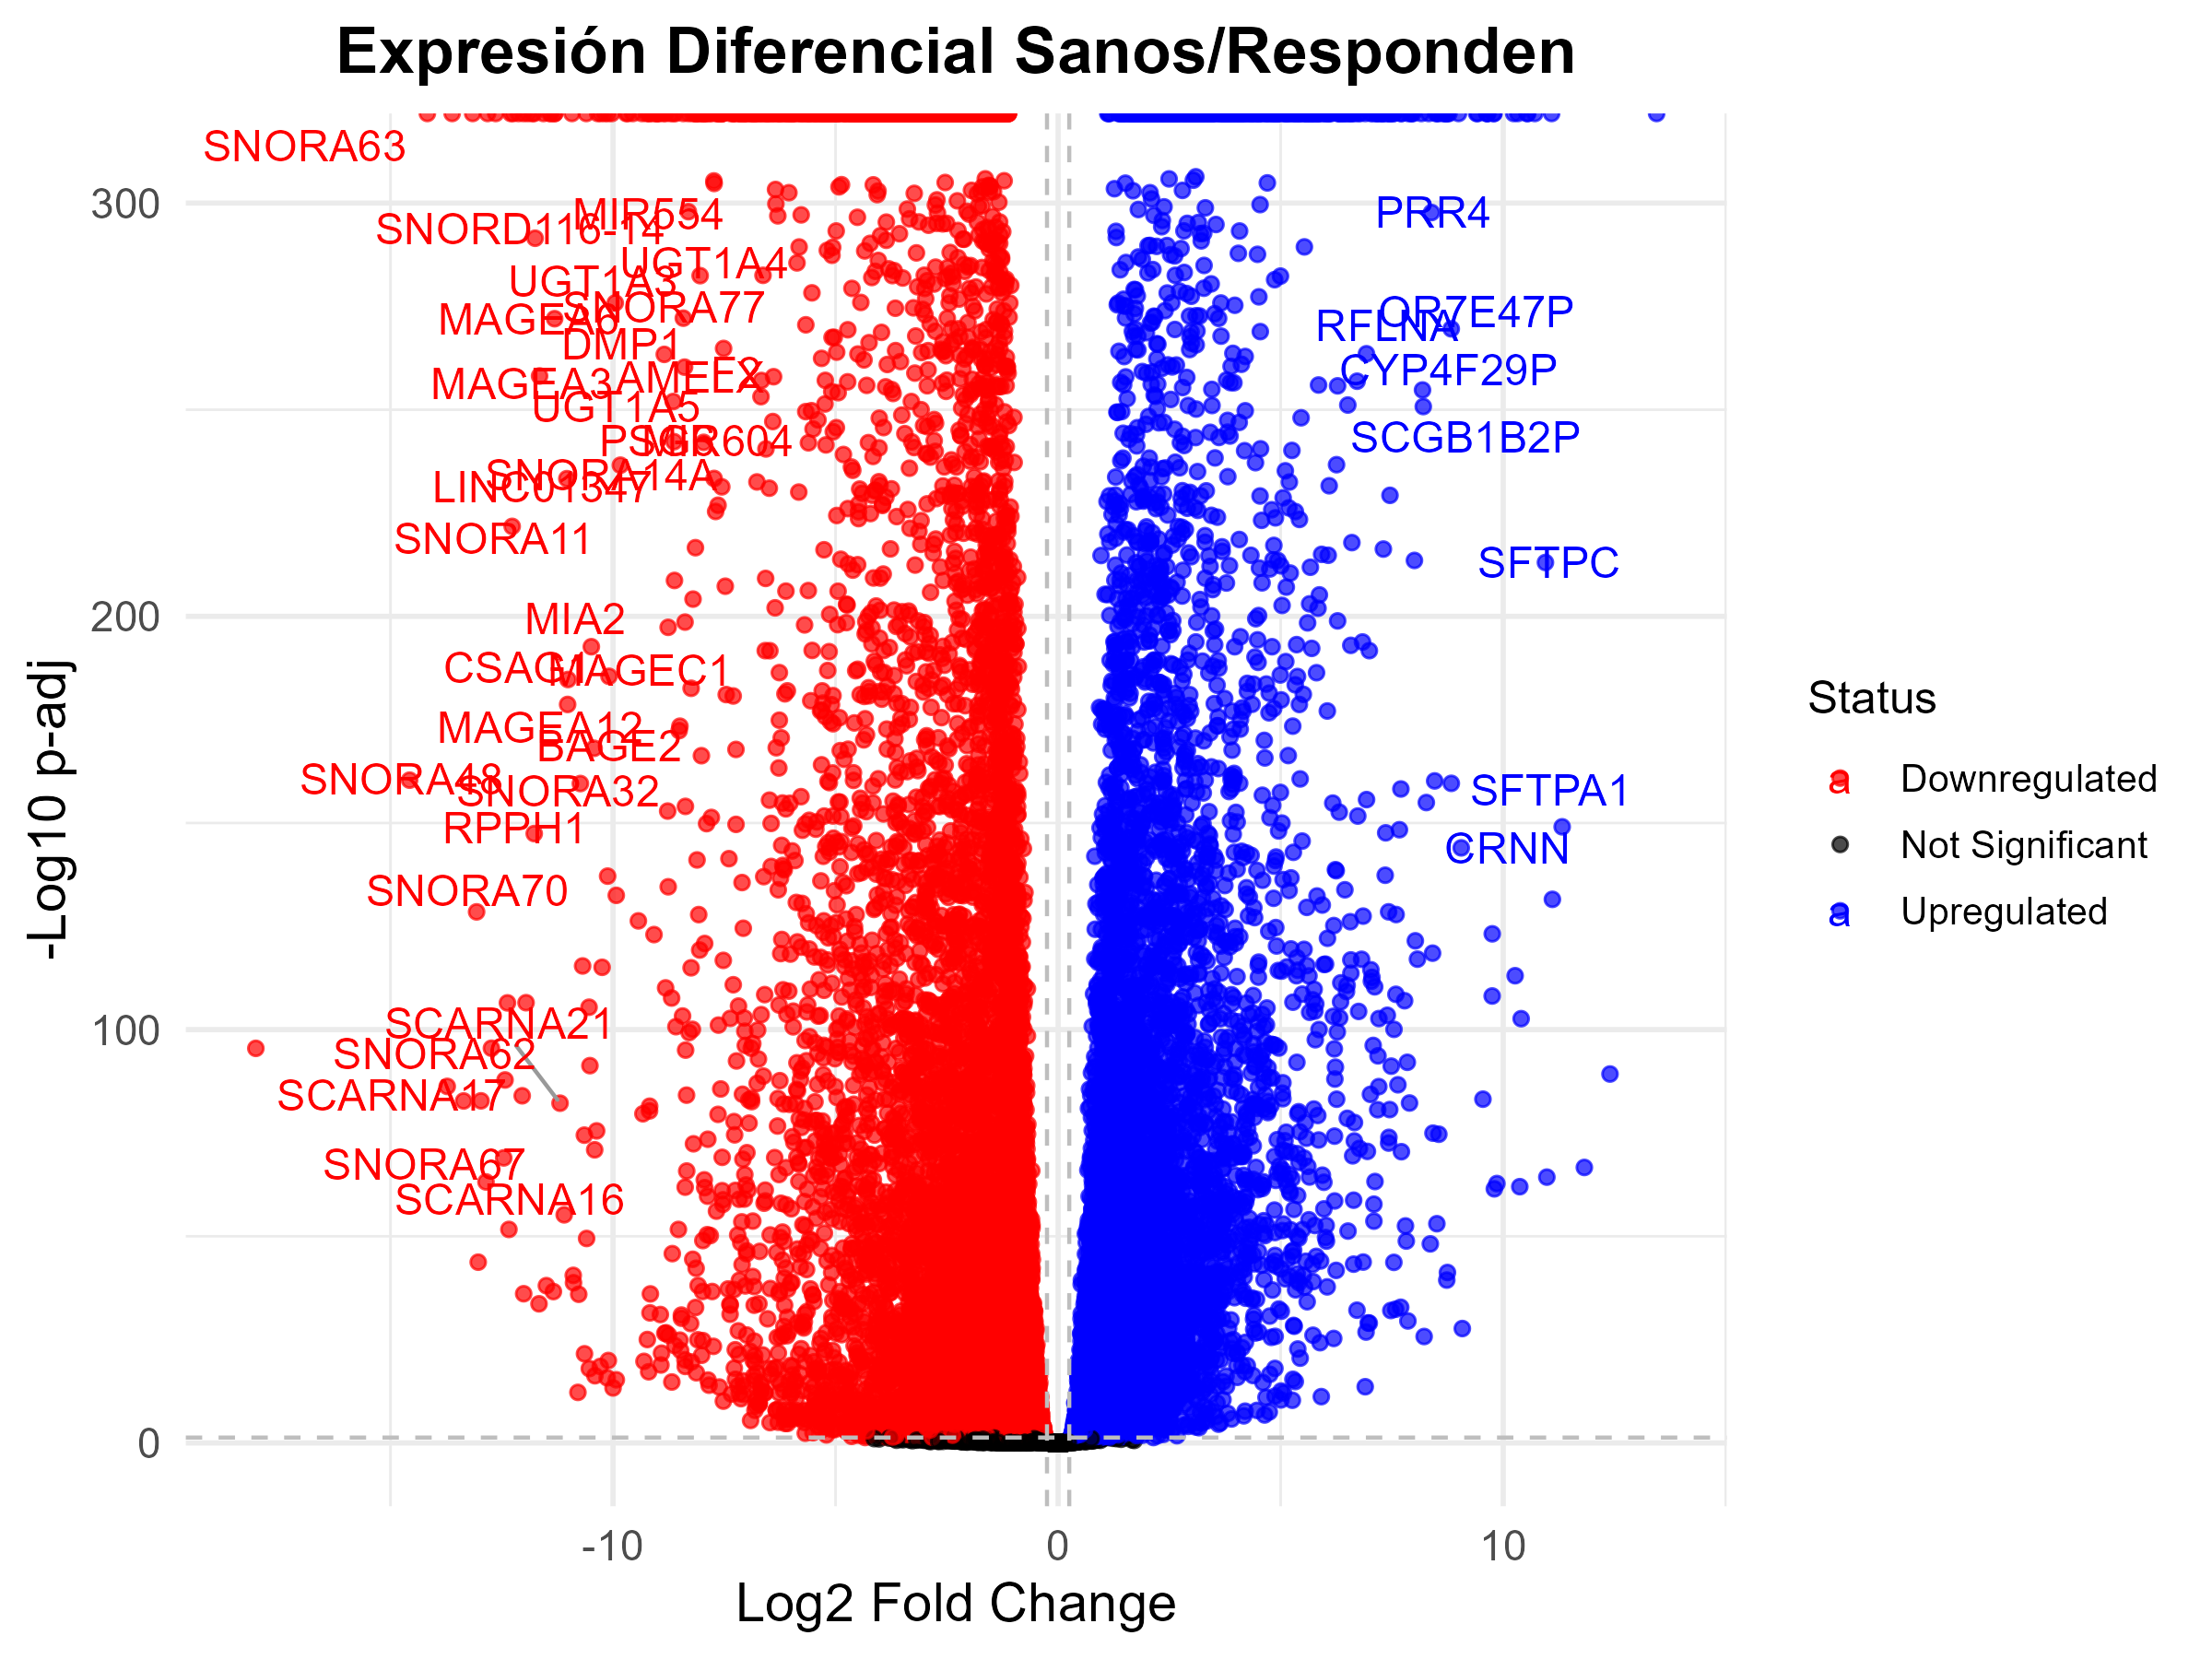 Expresión Diferencial Sanos/Responden
SNORA63
300
MIR554
PRR4
SNORD116-14
UGT1A4
UGT1A3
SNORA77
OR7E47P
MAGEA6
RFLNA
DMP1
CYP4F29P
AMELX
MAGEA3
UGT1A5
PSG6
MIR604
SCGB1B2P
SNORA14A
LINC01347
SNORA11
SFTPC
200
MIA2
CSAG1
MAGEC1
MAGEA12
BAGE2
SNORA48
SNORA32
SFTPA1
RPPH1
CRNN
SNORA70
100
SCARNA21
SNORA62
SCARNA17
SNORA67
SCARNA16
0
-10
0
10
Log2 Fold Change
-Log10 p-adj
Status
a Downregulated
Not Significant
a Upregulated